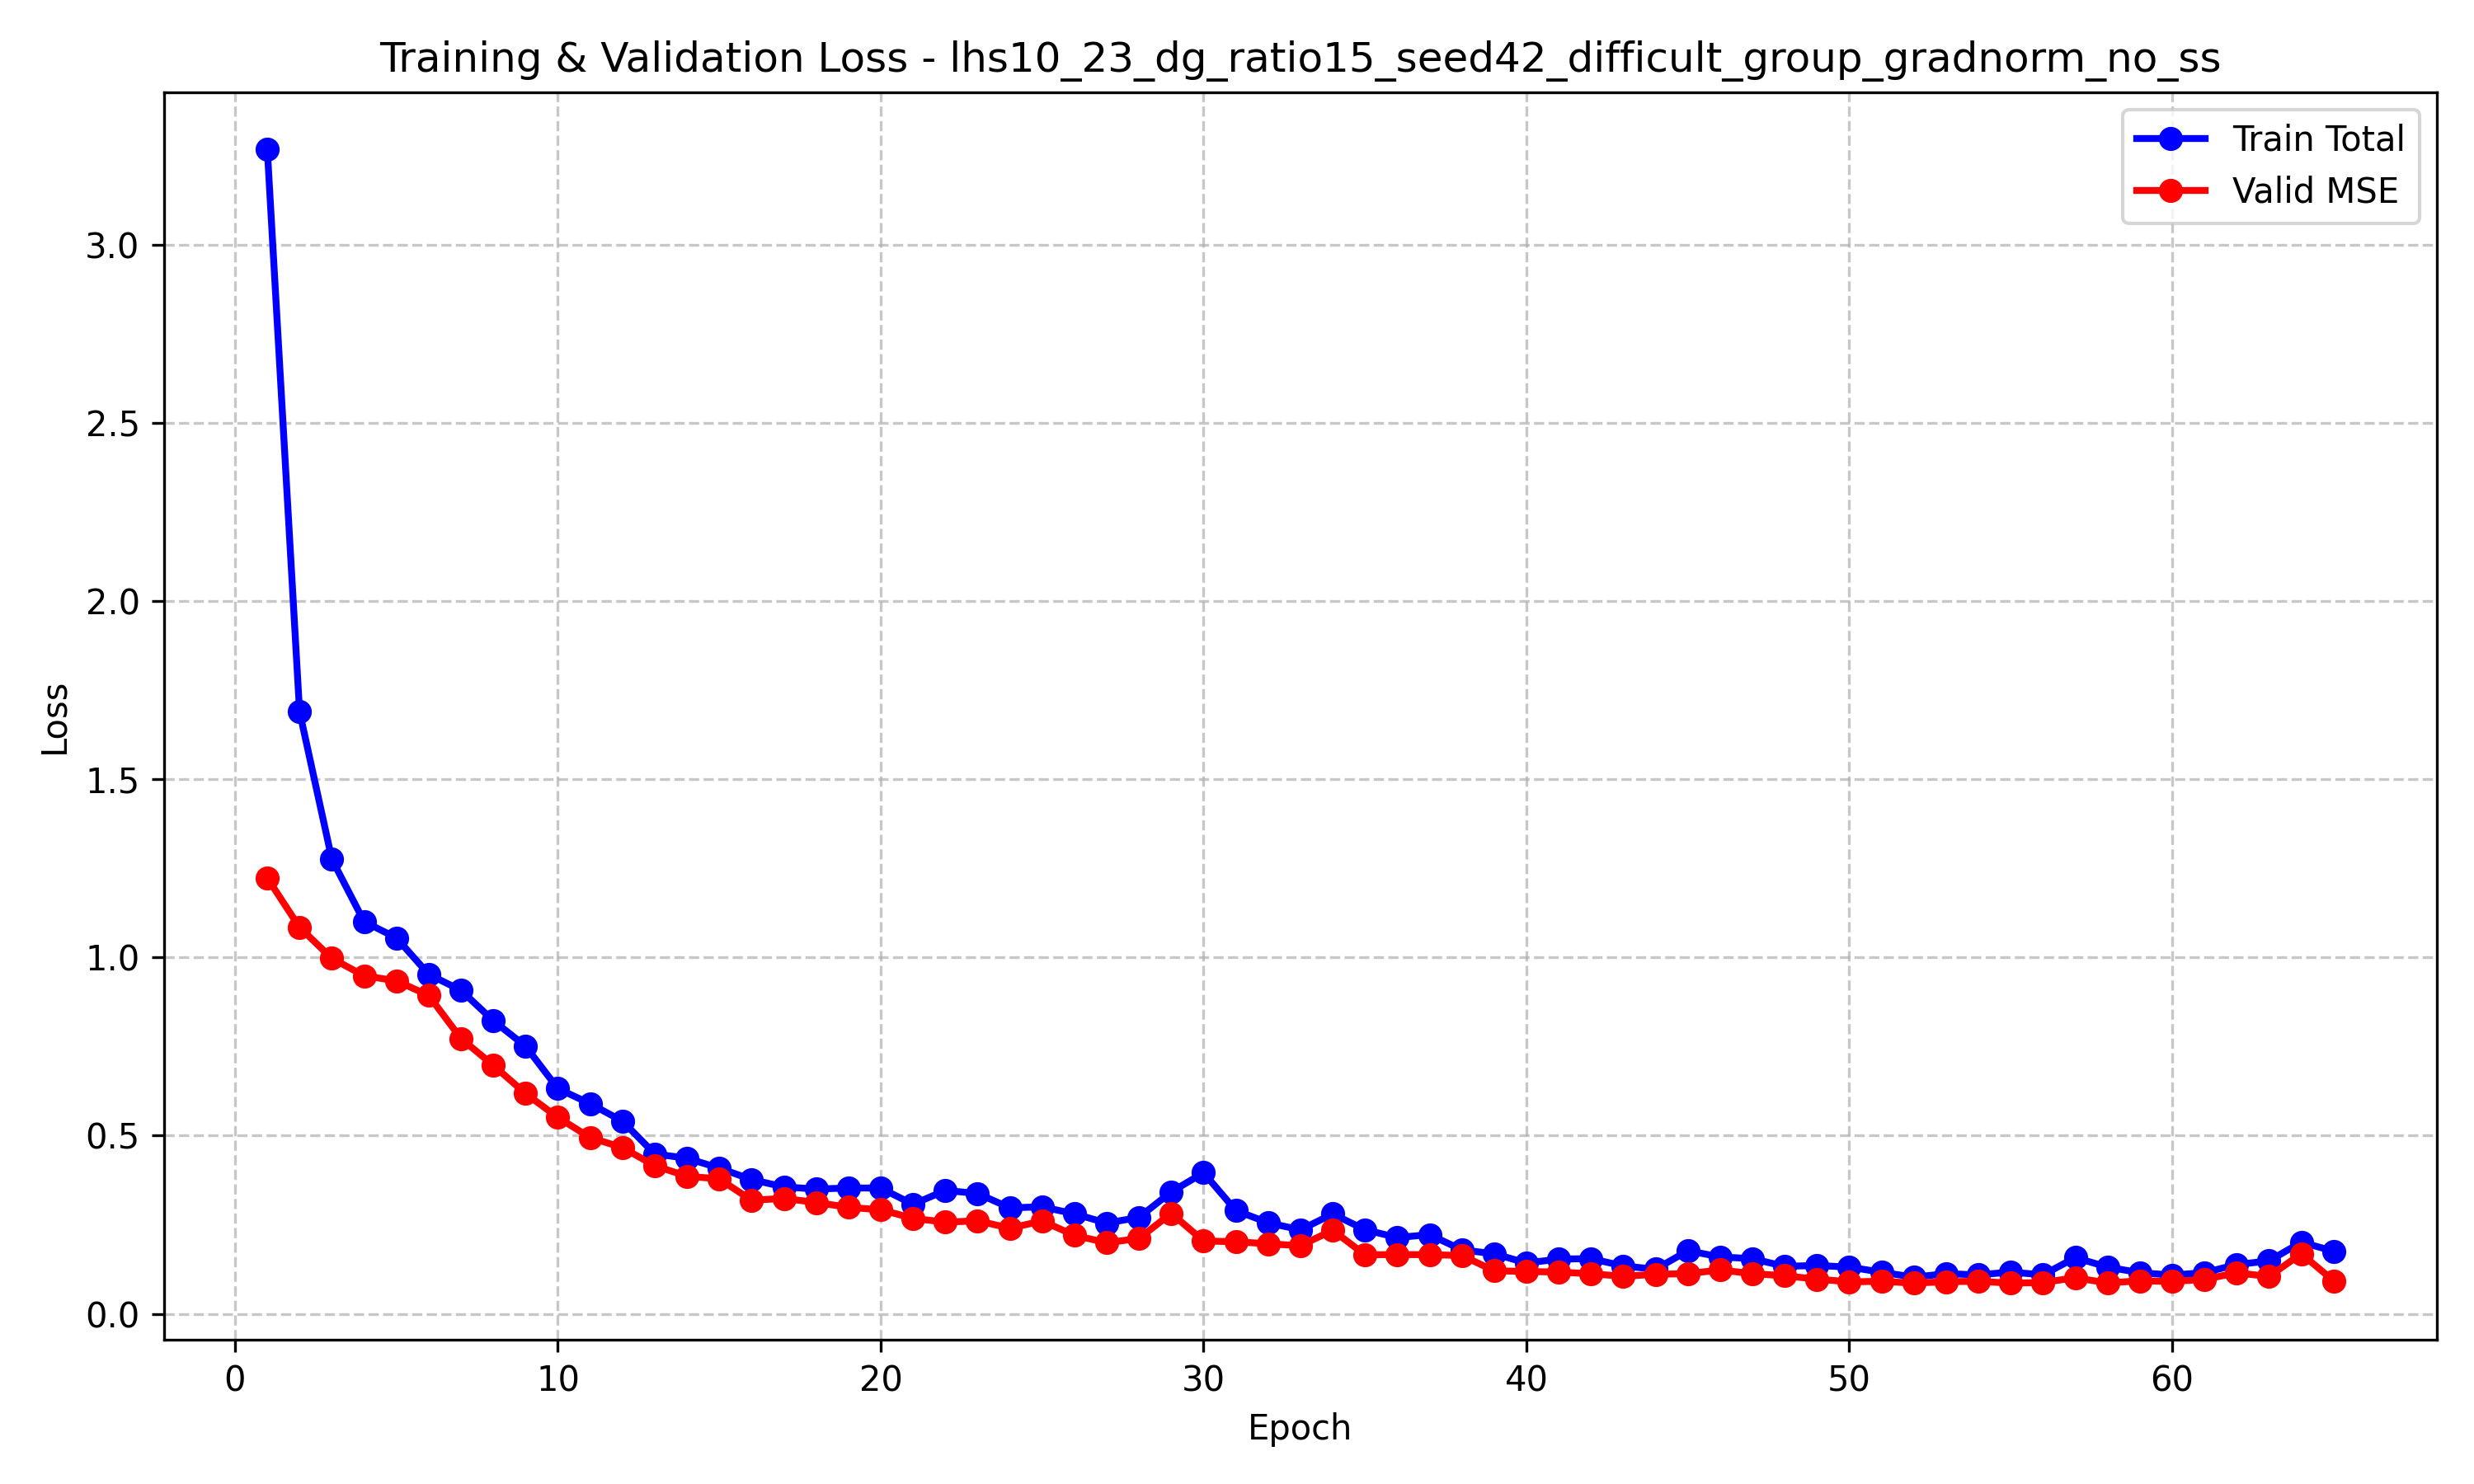 Training & Validation Loss - lhs10_23_dg_ratio15_seed42_difficult_group_gradnorm_no_ss
Train Total
Valid MSE
3.0
2.5
2.0
1.5
1.0
0.5
0.0
Loss
0 10 20 30 40 50 60
Epoch